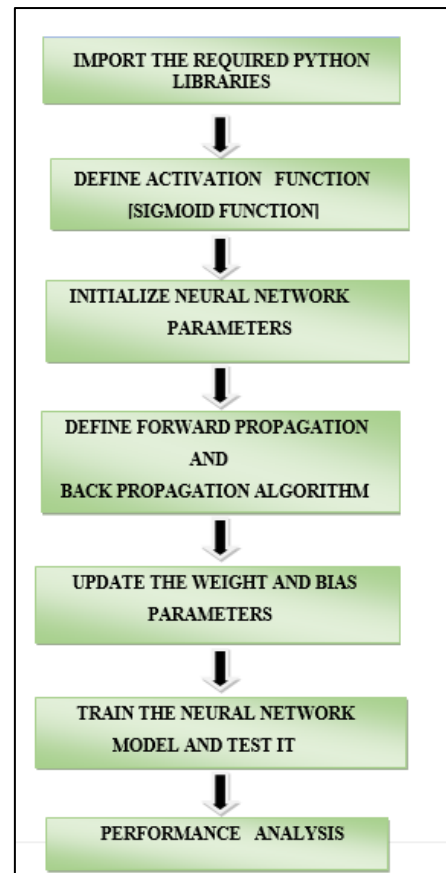 IMPORT THE REQUIRED PYTHON
LIBRARIES
DEFINE ACTIVATION FUNCTION
[SIGMOID FUNCTION]
INITIALIZE NEURAL NETWORK
PARAMETERS
DEFINE FORWARD PROPAGATION
AND
BACK PROPAGATION ALGORITHM
UPDATE THE WEIGHT AND BIAS
PARAMETERS
TRAIN THE NEURAL NETWORK
MODEL AND TEST IT
PERFORMANCE ANALYSIS